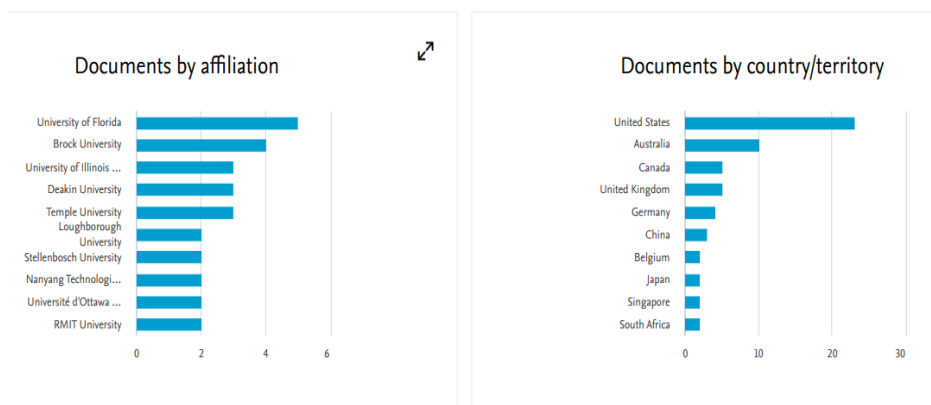 Documents by affiliation
University of Florida
Brock University
University of Illinois ...
Deakin University
Temple University
Loughborough
University
Stellenbosch University
Nanyang Technologi...
Université d'Ottawa ...
RMIT University
0 2 4 6
Documents by country/territory
United States
Australia
Canada
United Kingdom
Germany
China
Belgium
Japan
Singapore
South Africa
0 10 20 30